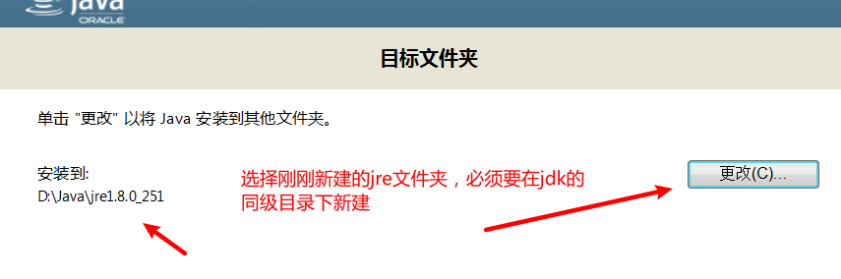 Java
ORACLE
目标文件夹
单击 "更改" 以将 Java 安装到其他文件夹。
安装到:
D:\Java\jre1.8.0_251
选择刚刚新建的jre文件夹，必须要在jdk的
同级目录下新建
更改(C)...